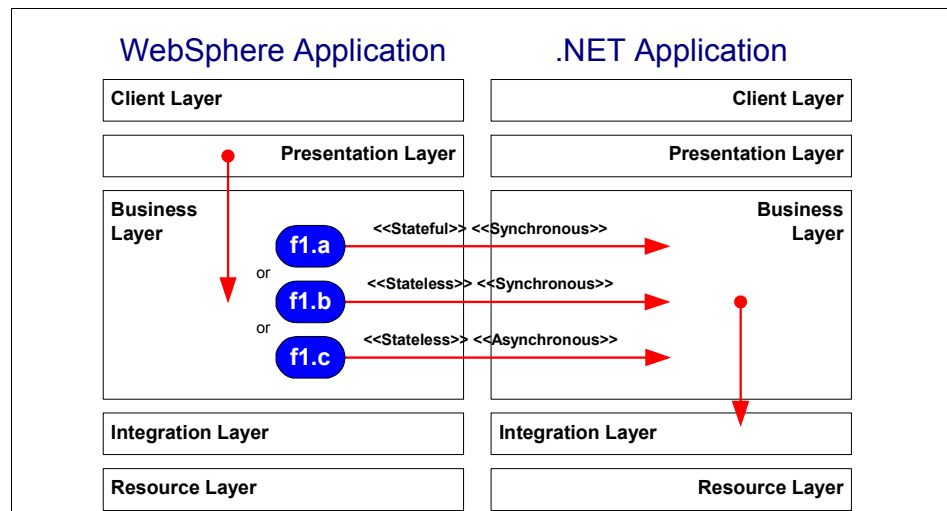 WebSphere Application
.NET Application
Client Layer
Client Layer
Presentation Layer
Presentation Layer
Business
Layer
Business
Layer
f1.a
<<Stateful>> <<Synchronous>>
or
f1.b
<<Stateless>> <<Synchronous>>
or
f1.c
<<Stateless>> <<Asynchronous>>
Integration Layer
Integration Layer
Resource Layer
Resource Layer